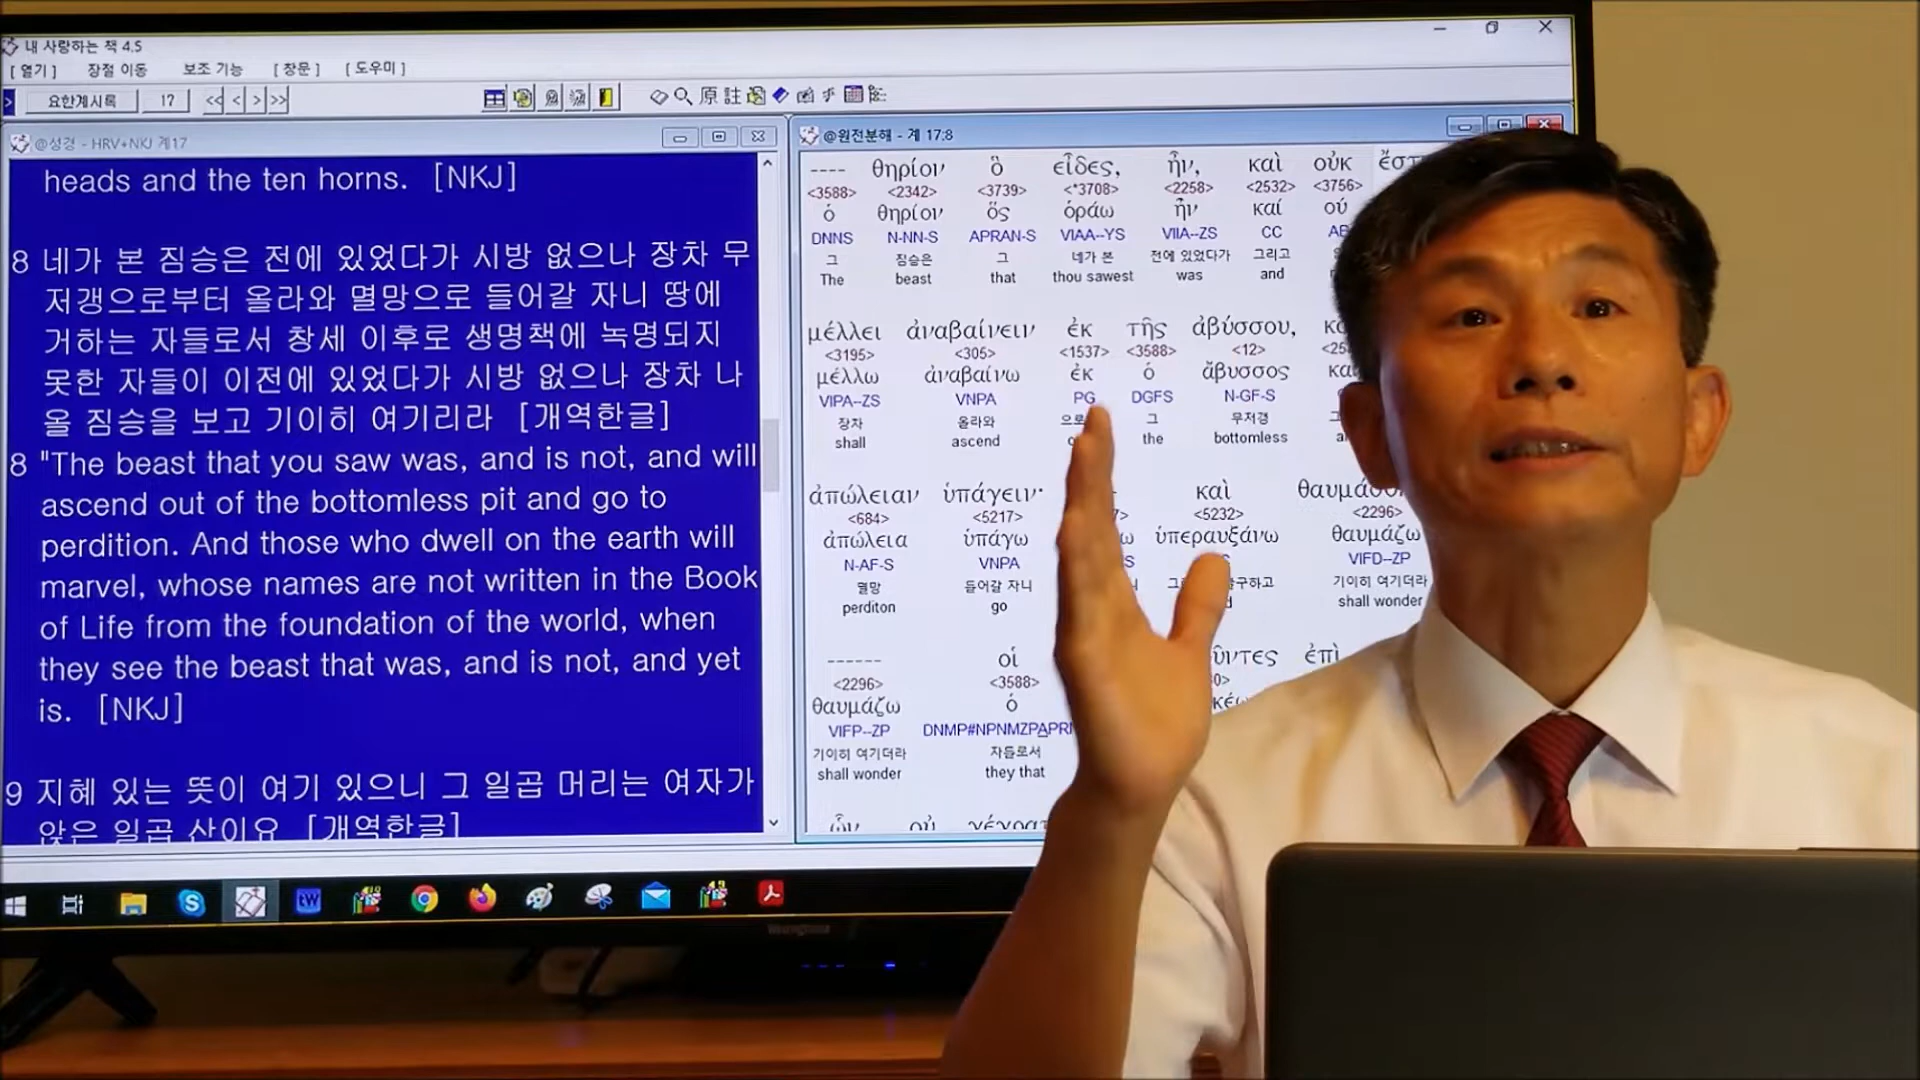 내 사랑하는 책 4.5
[ 열기 ] 장절 이동 보조 기능 [ 창문 ] [ 도우미 ]
요한계시록 17 << < > >> 原 註
@성경 - HRV+NKJ 계17
heads and the ten horns. [NKJ]
8 네가 본 짐승은 전에 있었다가 시방 없으나 장차 무
저갱으로부터 올라와 멸망으로 들어갈 자니 땅에
거하는 자들로서 창세 이후로 생명책에 녹명되지
못한 자들이 이전에 있었다가 시방 없으나 장차 나
올 짐승을 보고 기이히 여기리라 [개역한글]
8 "The beast that you saw was, and is not, and will
ascend out of the bottomless pit and go to
perdition. And those who dwell on the earth will
marvel, whose names are not written in the Book
of Life from the foundation of the world, when
they see the beast that was, and is not, and yet
is. [NKJ]
9 지혜 있는 뜻이 여기 있으니 그 일곱 머리는 여자가
앉은 일곱 산이요 [개역한글]
@원전분해 - 계 17:8
---- θηρίον ὃ εἶδες, ἦν, καὶ οὐκ
<3588> <2342> <3739> <*3708> <2258> <2532> <3756>
ὁ θηρίον ὅς ὁράω ἦν καί οὐ
DNNS N-NN-S APRAN-S VIAA--YS VIIA--ZS CC
그 짐승은 그 네가 본 전에 있었다가 그리고
The beast that thou sawest was and
μέλλει ἀναβαίνειν ἐκ τῆς ἀβύσσου,
<3195> <305> <1537> <3588> <12>
μέλλω ἀναβαίνω ἐκ ὁ ἄβυσσος
VIPA--ZS VNPA PG DGFS N-GF-S
장차 올라와 그 무저갱
shall ascend the bottomless
ἀπώλειαν ὑπάγειν· καὶ
<684> <5217> <5232> <2296>
ἀπώλεια ὑπάγω ὑπεραυξάνω θαυμάζω
N-AF-S VNPA VIFD--ZP
멸망 들어갈 자니 기이히 여기더라
perditon go shall wonder
------ οἱ ἐπὶ
<2296> <3588>
θαυμάζω ὁ
VIFP--ZP
기이히 여기더라 자들로서
shall wonder they that
ὧν οὐ